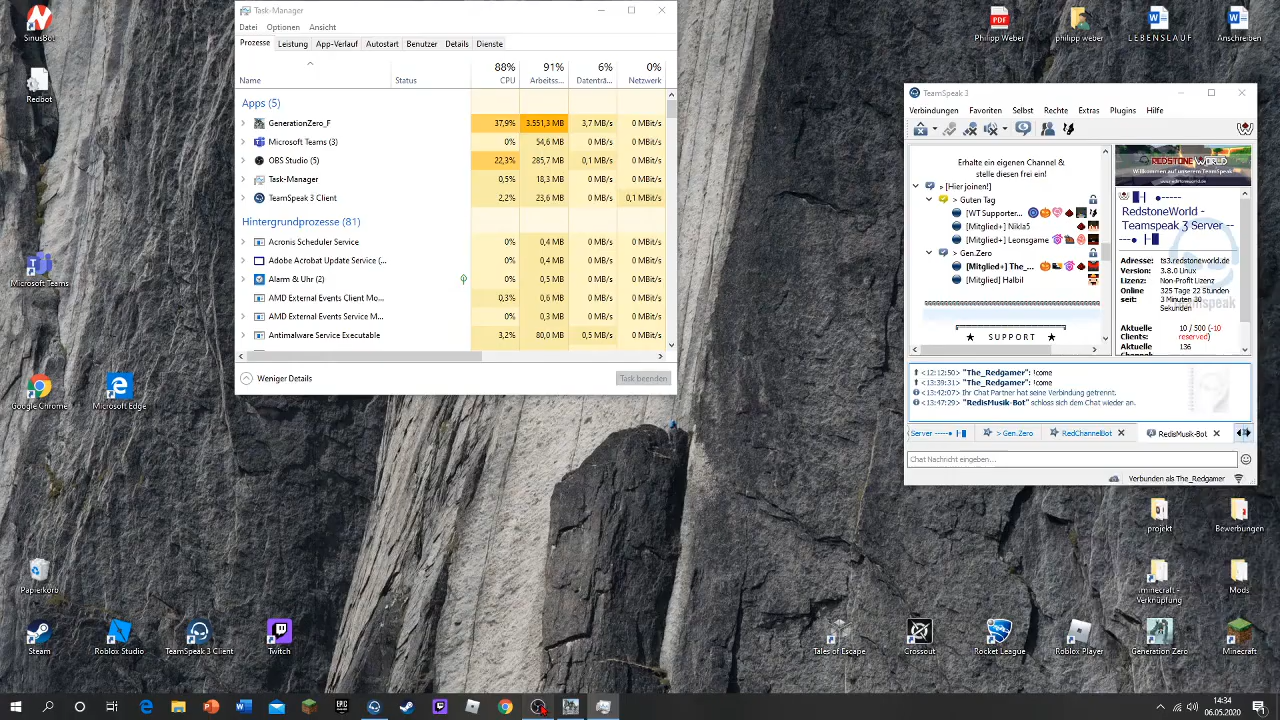 SinusBot
Redbot
Microsoft Teams
Google Chrome
Microsoft Edge
Papierkorb
Steam
Roblox Studio
TeamSpeak 3 Client
Twitch
Task-Manager
Datei Optionen Ansicht
Prozesse Leistung App-Verlauf Autostart Benutzer Details Dienste
88% 91% 6% 0%
Name Status CPU Arbeitss... Datenträ... Netzwerk
Apps (5)
GenerationZero_F 37,9% 3.551,3 MB 3,7 MB/s 0 MBit/s
Microsoft Teams (3) 0% 54,6 MB 0 MB/s 0 MBit/s
OBS Studio (5) 22,3% 285,7 MB 0,1 MB/s 0 MBit/s
Task-Manager 0,5% 18,3 MB 0 MB/s 0 MBit/s
TeamSpeak 3 Client 2,2% 23,6 MB 0 MB/s 0,1 MBit/s
Hintergrundprozesse (81)
Acronis Scheduler Service 0% 0,4 MB 0 MB/s 0 MBit/s
Adobe Acrobat Update Service (... 0% 0,4 MB 0 MB/s 0 MBit/s
Alarm & Uhr (2) 0% 0,5 MB 0 MB/s 0 MBit/s
AMD External Events Client Mo... 0,3% 0,6 MB 0 MB/s 0 MBit/s
AMD External Events Service M... 0% 0,3 MB 0 MB/s 0 MBit/s
Antimalware Service Executable 3,2% 80,0 MB 0,5 MB/s 0 MBit/s
Weniger Details
Task beenden
Philipp Weber
philipp weber
L E B E N S L A U F
Anschreiben
TeamSpeak 3
Verbindungen Favoriten Selbst Rechte Extras Plugins Hilfe
Erhalte ein eigenen Channel &
stelle diesen frei ein!
> [Hier joinen!]
> Guten Tag
[WT Supporter...
[Mitglied+] Nikla5
[Mitglied+] Leonsgame
> Gen.Zero
[Mitglied+] The_...
[Mitglied] Halbil
★ S U P P O R T ★
REDSTONEWORLD
Willkommen auf unserem TeamSpeak
RedstoneWorld -
Teamspeak 3 Server --
Adresse: ts3.redstoneworld.de
Version: 3.8.0 Linux
Lizenz: Non-Profit Lizenz
Online seit: 325 Tage 22 Stunden 3 Minuten 30 Sekunden
Aktuelle Clients: 10 / 500 (-10 reserved)
Aktuelle 136
<12:12:50> "The_Redgamer": !come
<13:39:31> "The_Redgamer": !come
<13:42:07> Ihr Chat Partner hat seine Verbindung getrennt.
<13:47:29> "RedisMusik-Bot" schloss sich dem Chat wieder an.
Server
> Gen.Zero
RedChannelBot
RedisMusik-Bot
Chat Nachricht eingeben...
Verbunden als The_Redgamer
projekt
Bewerbungen
.minecraft - Verknüpfung
Mods
Tales of Escape
Crossout
Rocket League
Roblox Player
Generation Zero
Minecraft
EPIC
14:34
06.05.2020